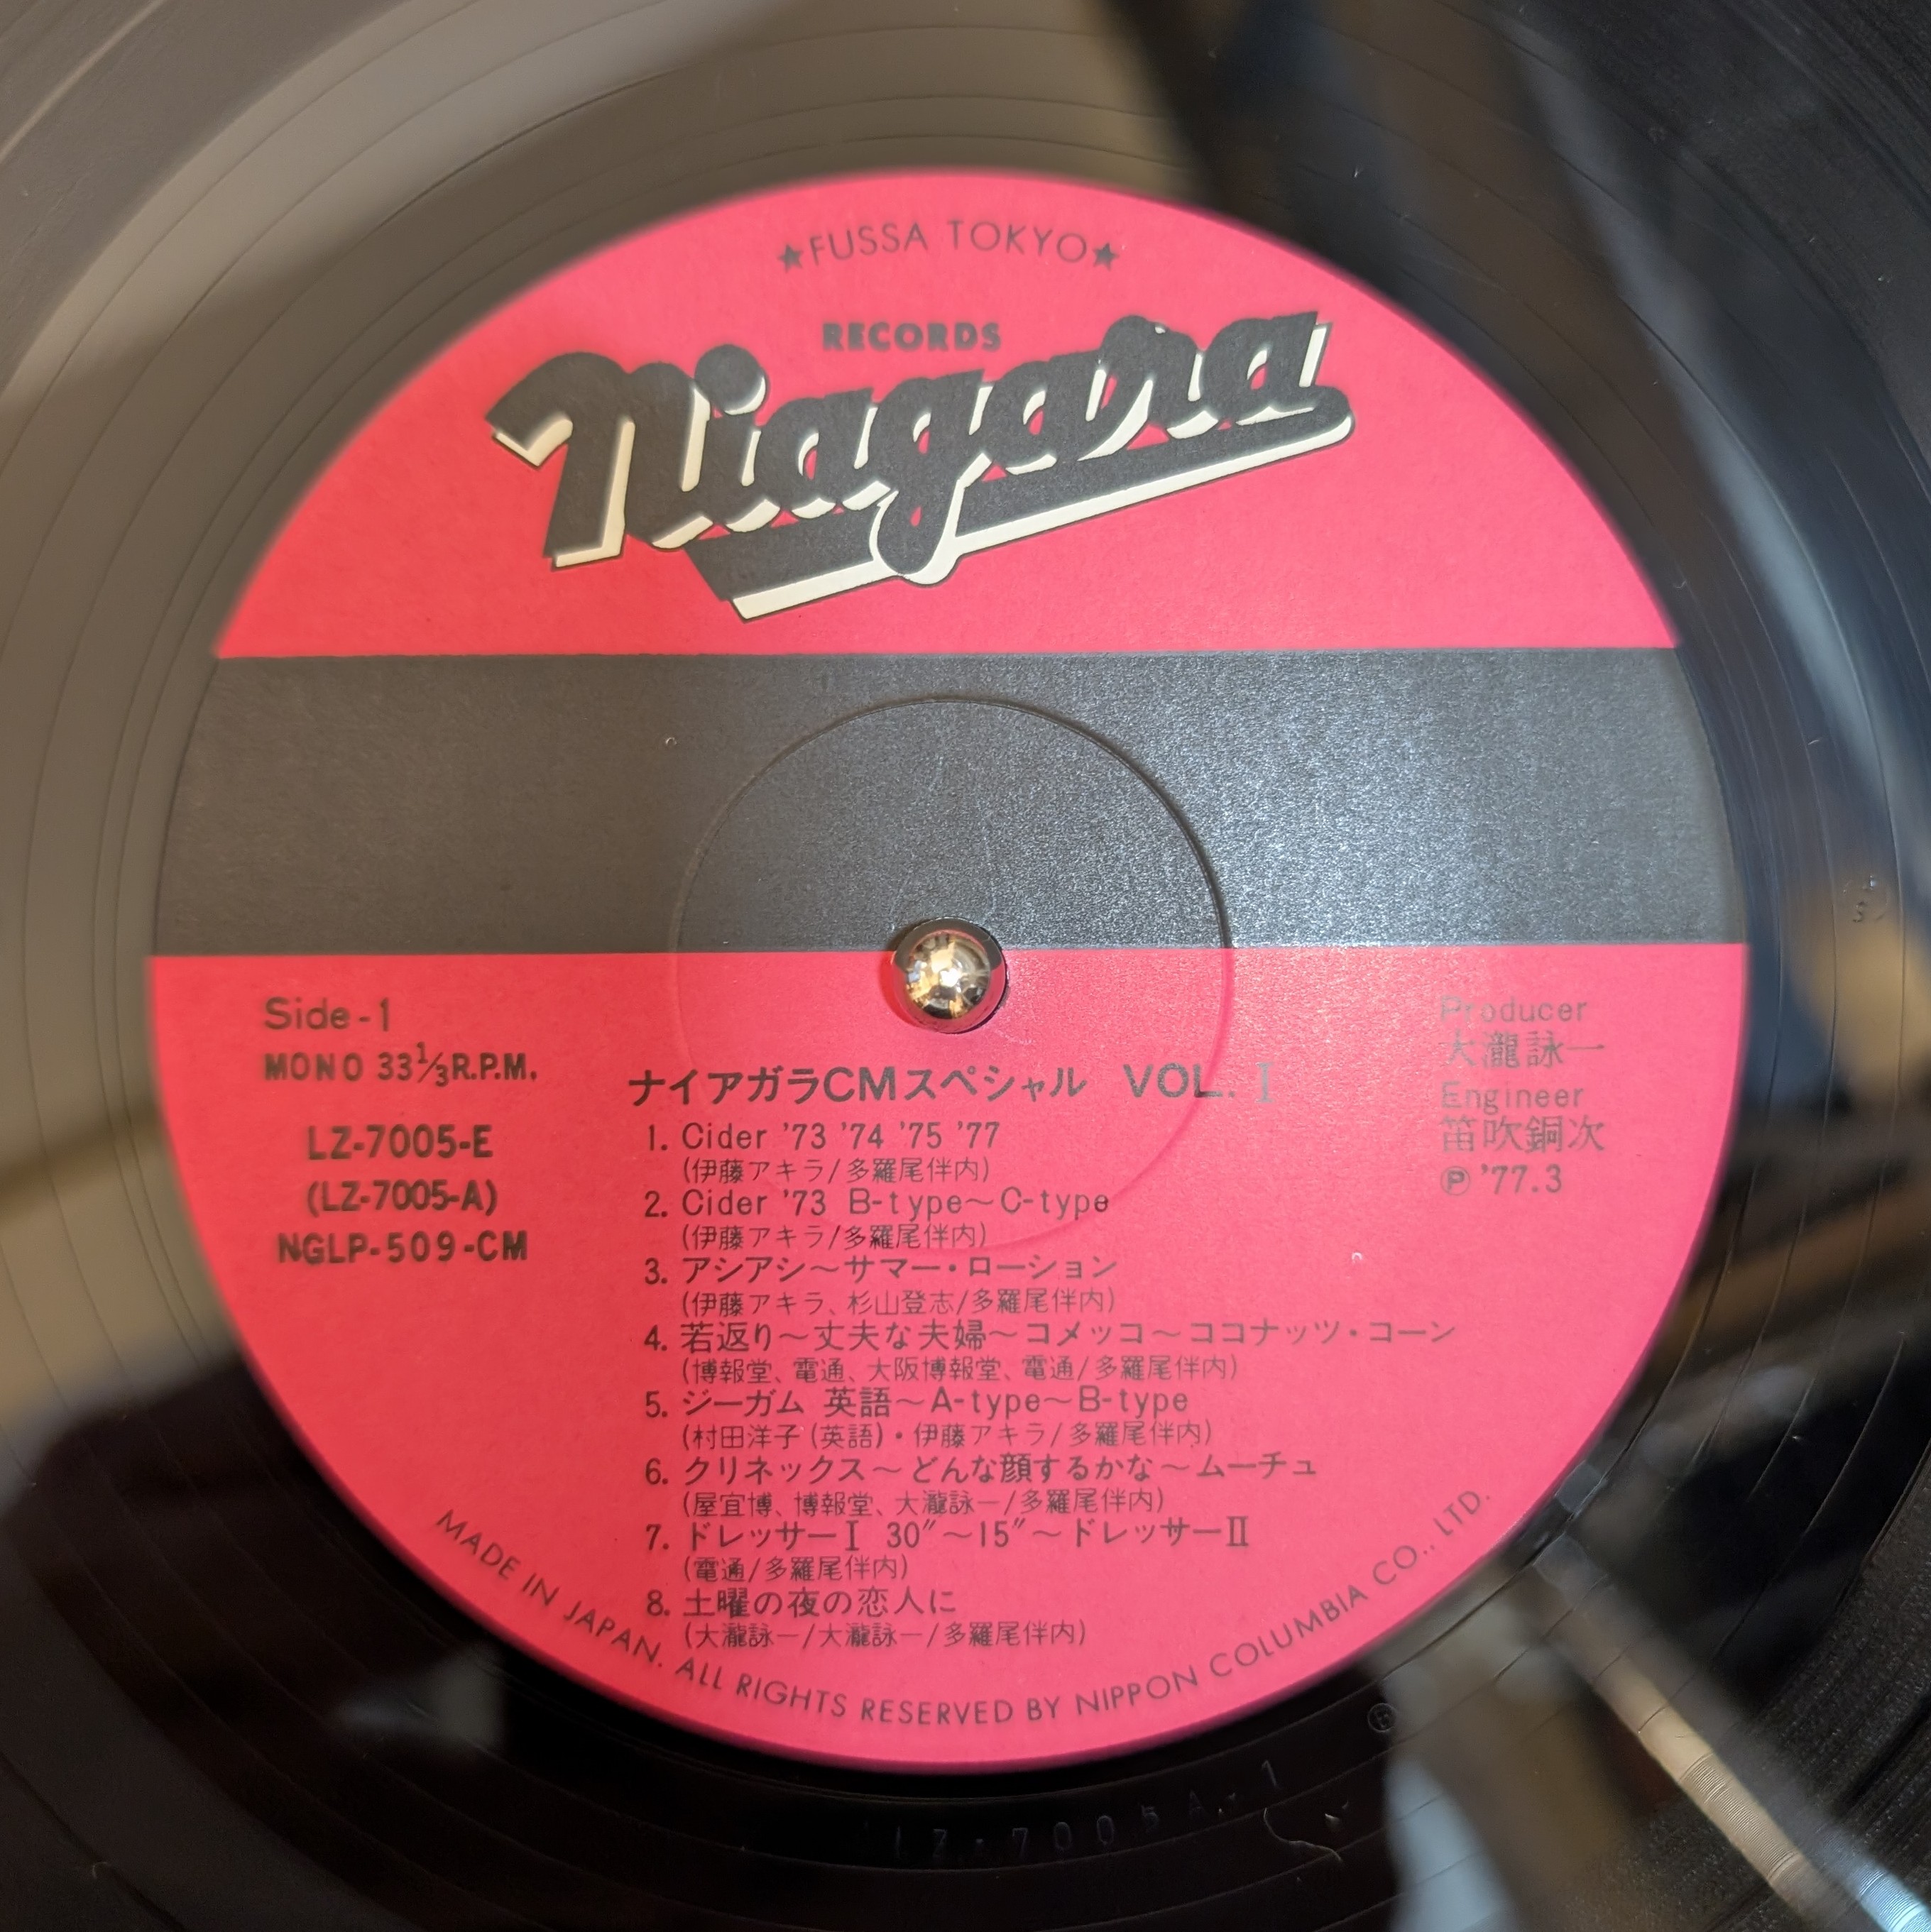 ★FUSSA TOKYO★
RECORDS
Niagara
Side-1
MONO 33⅓R.P.M.
LZ-7005-E
(LZ-7005-A)
NGLP-509-CM
Producer
大瀧詠一
Engineer
笛吹銅次
Ⓟ '77.3
ナイアガラCMスペシャル VOL. I
1. Cider '73 '74 '75 '77
(伊藤アキラ/多羅尾伴内)
2. Cider '73 B-type～C-type
(伊藤アキラ/多羅尾伴内)
3. アシアシ～サマー・ローション
(伊藤アキラ、杉山登志/多羅尾伴内)
4. 若返り～丈夫な夫婦～コメッコ～ココナッツ・コーン
(博報堂、電通、大阪博報堂、電通/多羅尾伴内)
5. ジーガム 英語～A-type～B-type
(村田洋子(英語)・伊藤アキラ/多羅尾伴内)
6. クリネックス～どんな顔するかな～ムーチュ
(屋宜博、博報堂、大瀧詠一/多羅尾伴内)
7. ドレッサーI 30″～15″～ドレッサーII
(電通/多羅尾伴内)
8. 土曜の夜の恋人に
(大瀧詠一/大瀧詠一/多羅尾伴内)
MADE IN JAPAN. ALL RIGHTS RESERVED BY NIPPON COLUMBIA CO., LTD.
LZ-7005A-1